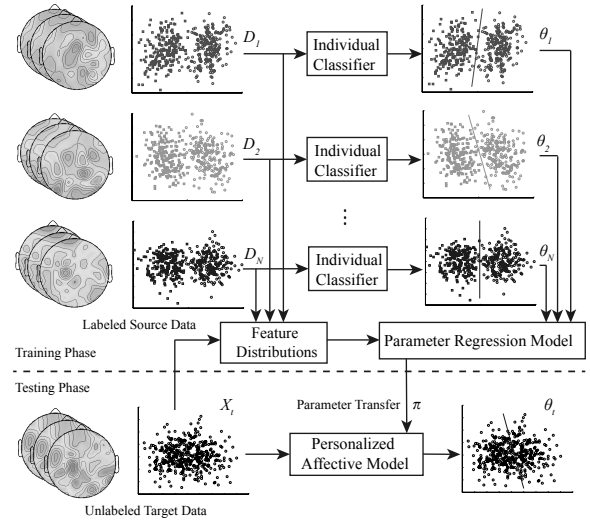 D1
Individual
Classifier
θ1
D2
Individual
Classifier
θ2
⋮
DN
Individual
Classifier
θN
Labeled Source Data
Feature
Distributions
Parameter Regression Model
Training Phase
Testing Phase
Xt
Parameter Transfer π
θt
Personalized
Affective Model
Unlabeled Target Data